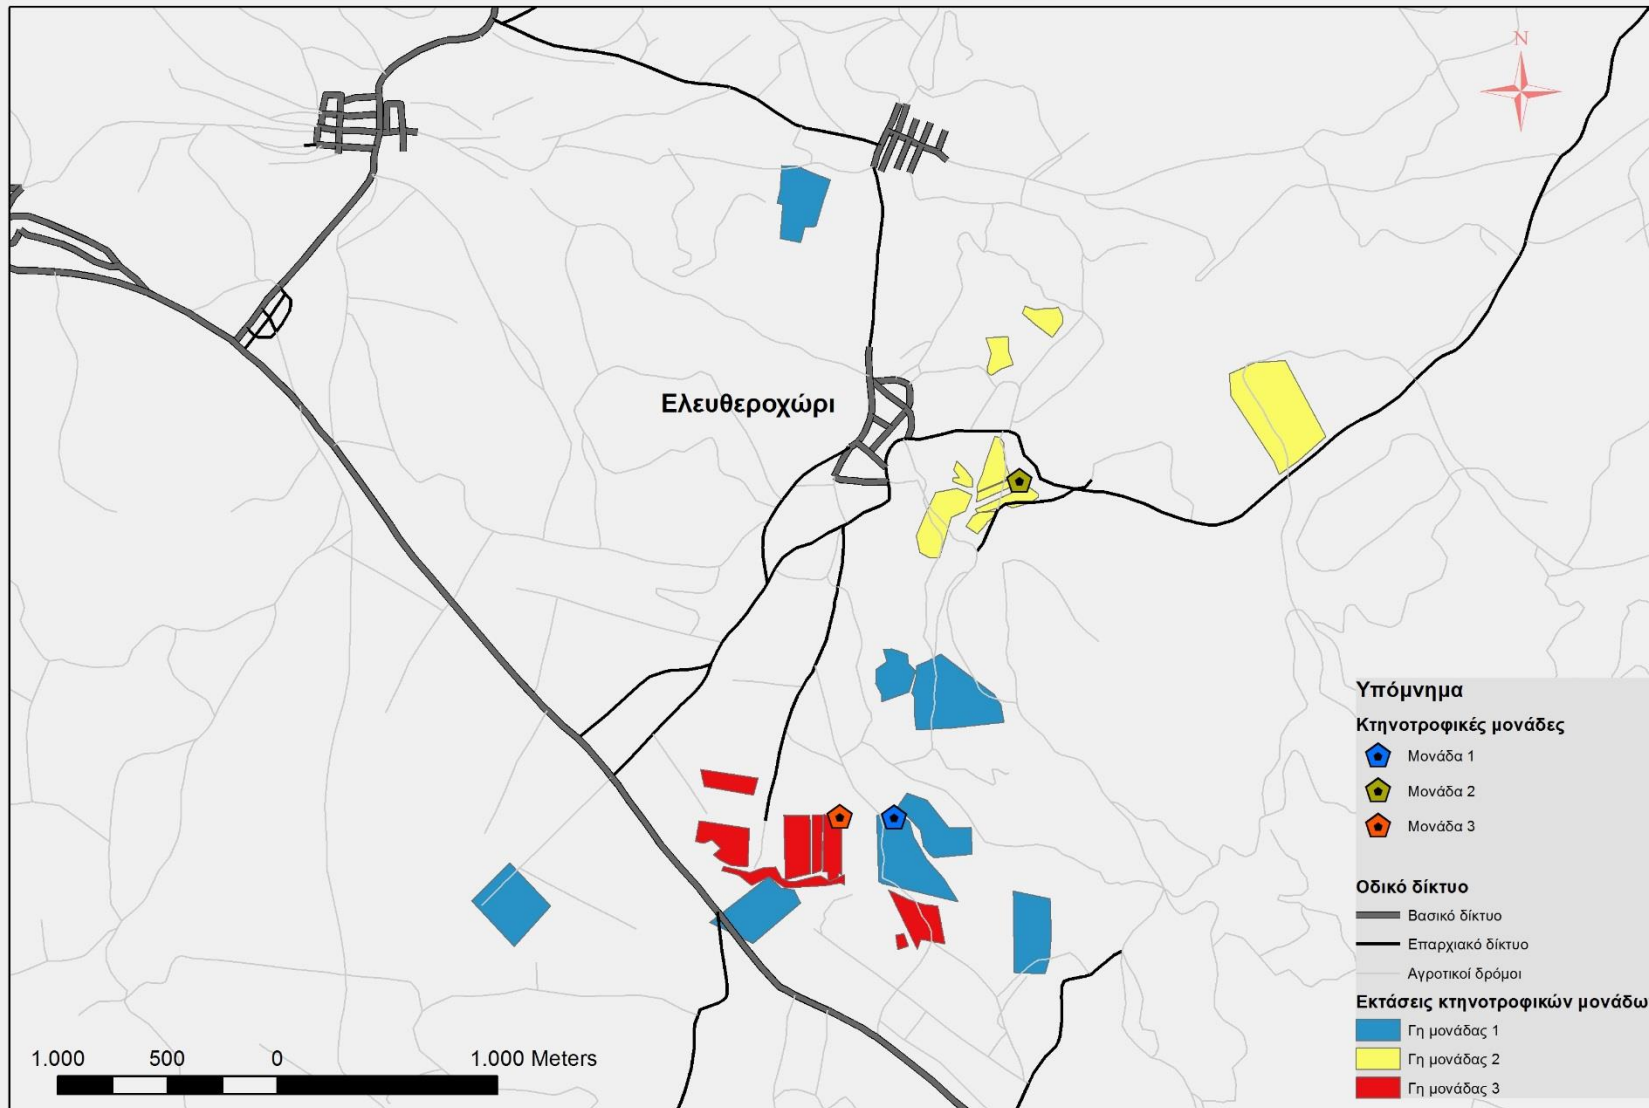 N
Ελευθεροχώρι
Υπόμνημα
Κτηνοτροφικές μονάδες
Μονάδα 1
Μονάδα 2
Μονάδα 3
Οδικό δίκτυο
Βασικό δίκτυο
Επαρχιακό δίκτυο
Αγροτικοί δρόμοι
Εκτάσεις κτηνοτροφικών μονάδω
Γη μονάδας 1
Γη μονάδας 2
Γη μονάδας 3
1.000 500 0 1.000 Meters